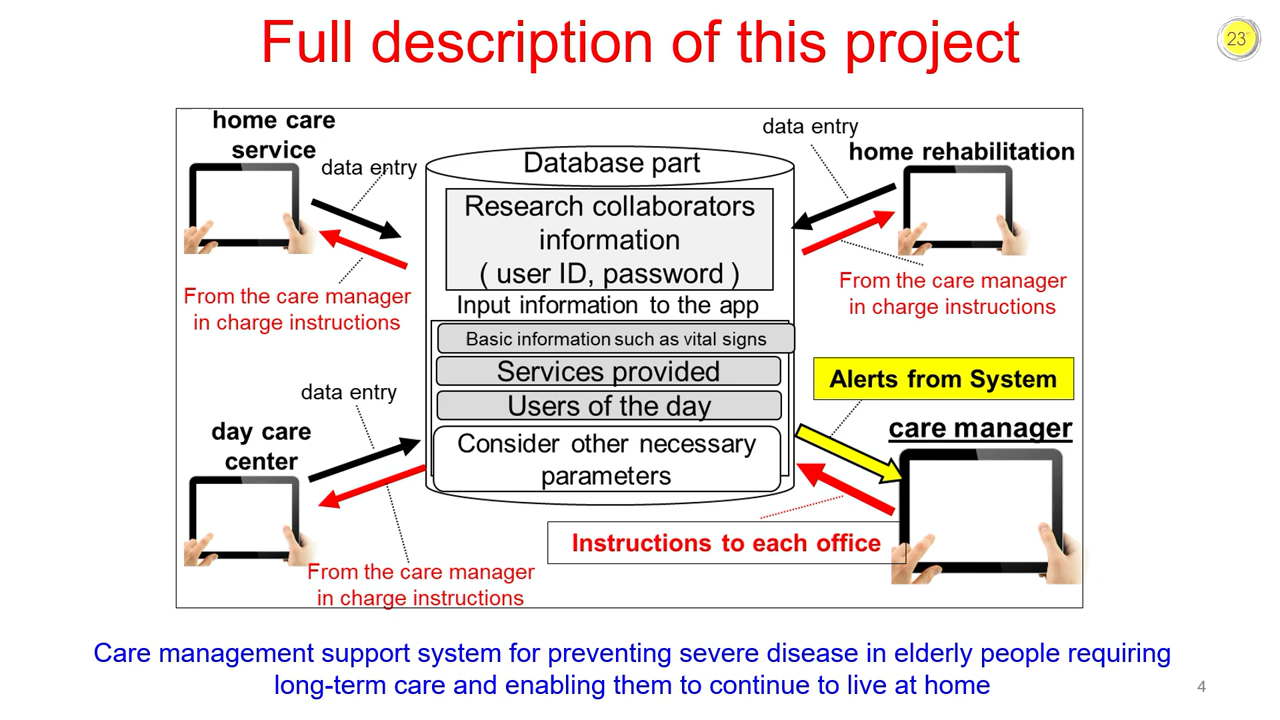 Full description of this project
23
home care
service
data entry
From the care manager
in charge instructions
Database part
Research collaborators
information
( user ID, password )
Input information to the app
Basic information such as vital signs
Services provided
Users of the day
Consider other necessary
parameters
data entry
home rehabilitation
From the care manager
in charge instructions
Alerts from System
care manager
Instructions to each office
data entry
day care
center
From the care manager
in charge instructions
Care management support system for preventing severe disease in elderly people requiring
long-term care and enabling them to continue to live at home
4